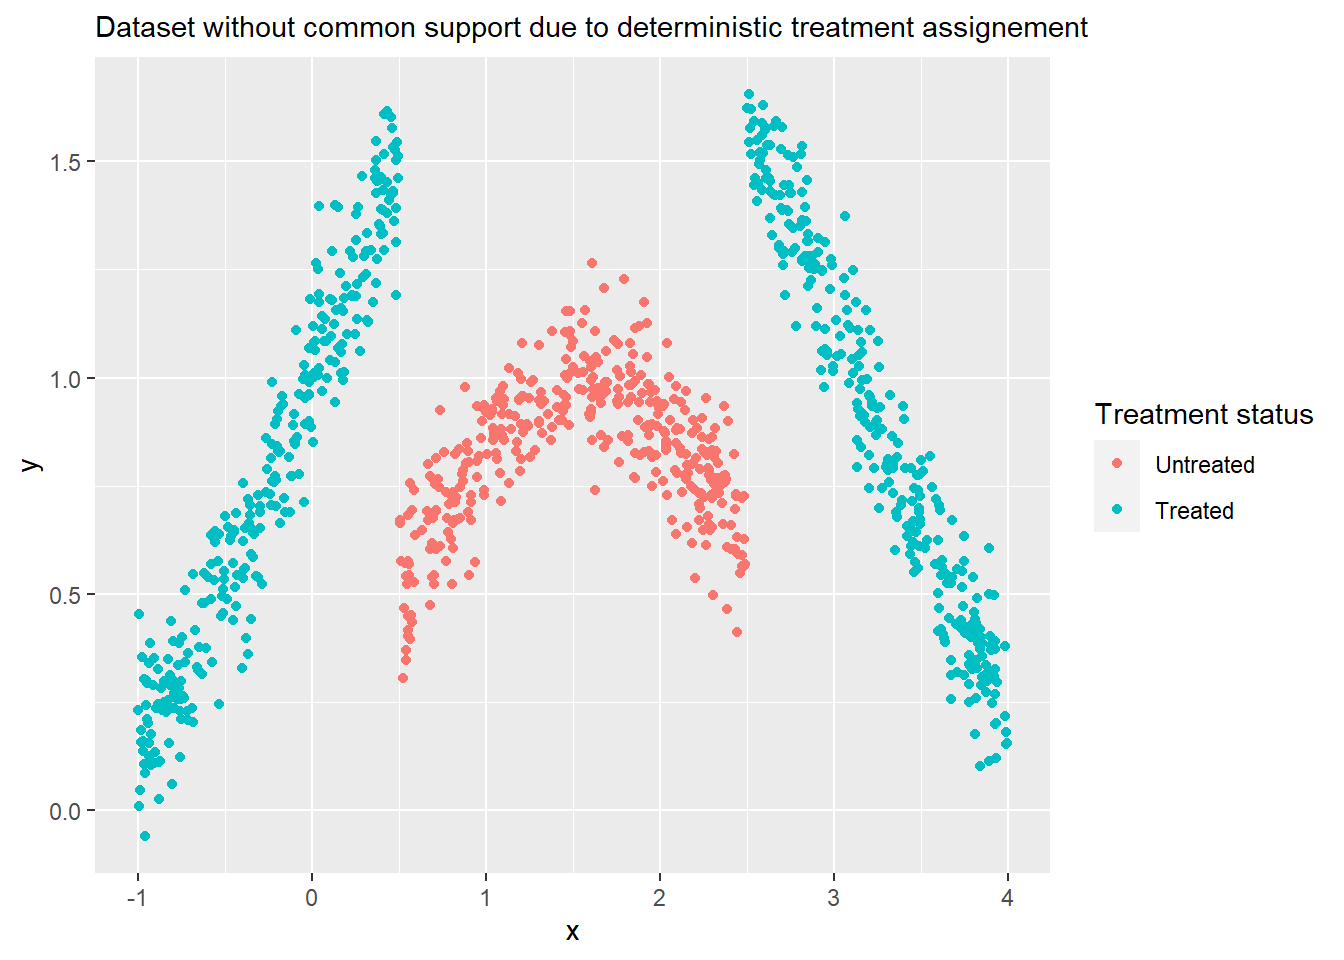 Dataset without common support due to deterministic treatment assignement
1.5
1.0
0.5
0.0
y
-1 0 1 2 3 4
x
Treatment status
Untreated
Treated